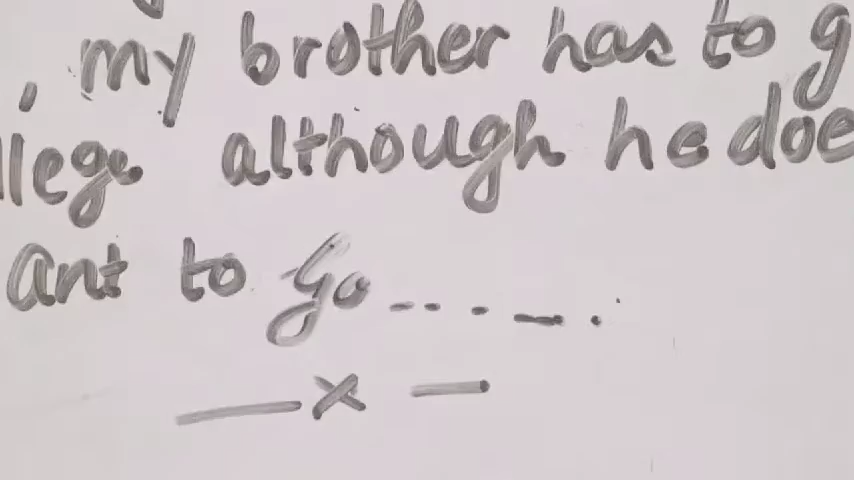 , my brother has to g
llege although he doe
ant to go.. . _ _ .
— x —